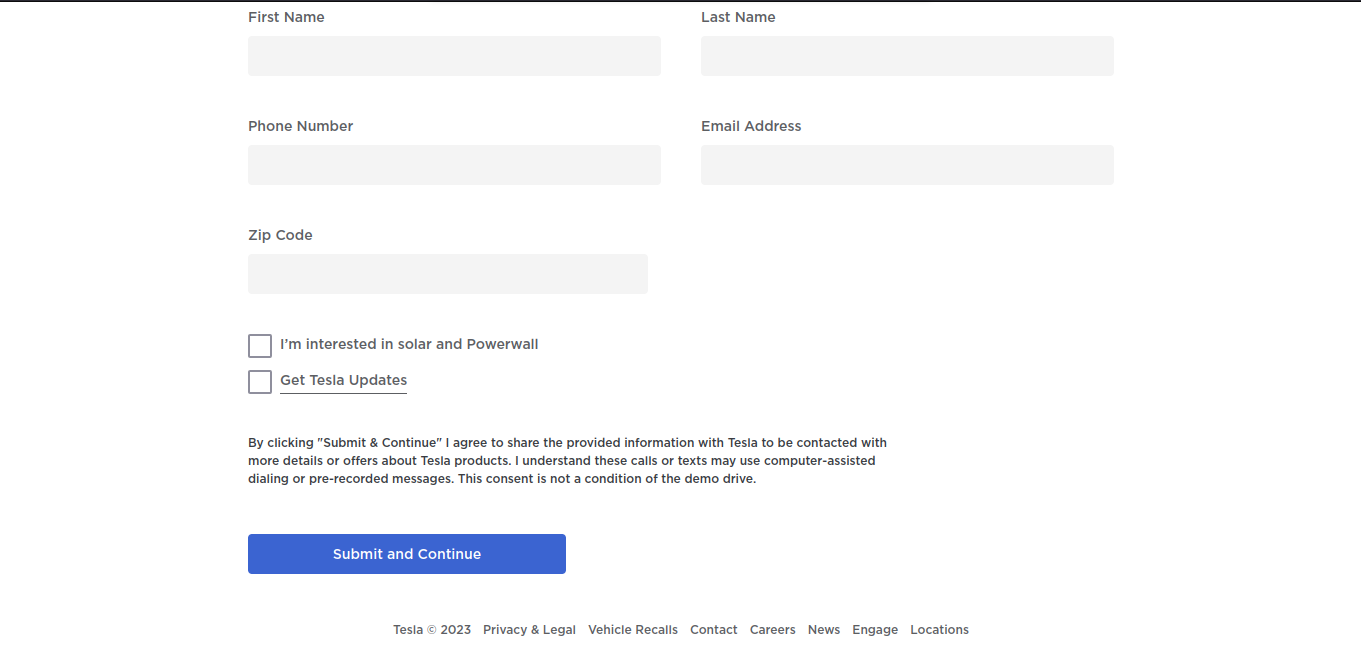 First Name
Last Name
Phone Number
Email Address
Zip Code
I'm interested in solar and Powerwall
Get Tesla Updates
By clicking "Submit & Continue" I agree to share the provided information with Tesla to be contacted with
more details or offers about Tesla products. I understand these calls or texts may use computer-assisted
dialing or pre-recorded messages. This consent is not a condition of the demo drive.
Submit and Continue
Tesla © 2023 Privacy & Legal Vehicle Recalls Contact Careers News Engage Locations